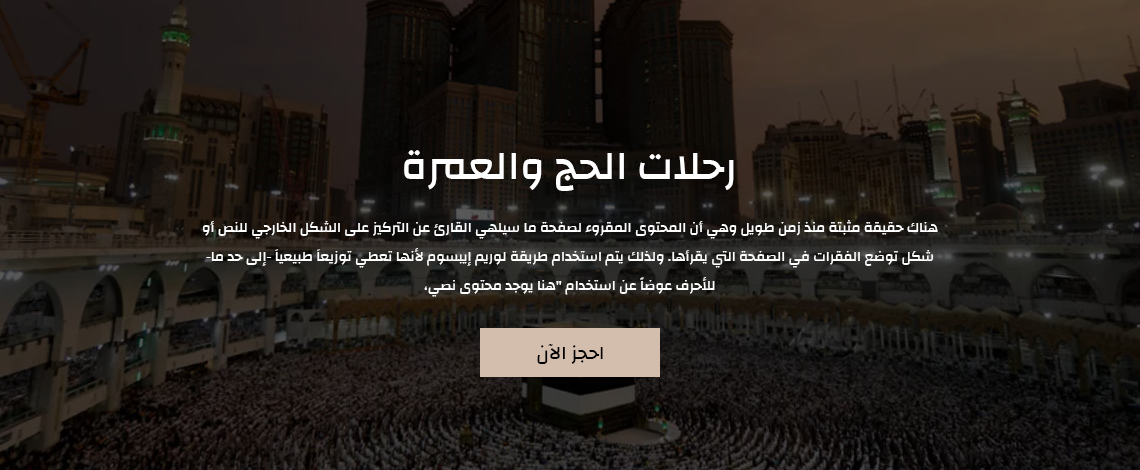 رحلات الحج والعمرة
هناك حقيقة مثبتة منذ زمن طويل وهي أن المحتوى المقروء لصفحة ما سيلهي القارئ عن التركيز على الشكل الخارجي للنص أو
شكل توضع الفقرات في الصفحة التي يقرأها. ولذلك يتم استخدام طريقة لوريم إيبسوم لأنها تعطي توزيعاَ طبيعياَ -إلى حد ما-
للأحرف عوضاً عن استخدام "هنا يوجد محتوى نصي،
احجز الآن